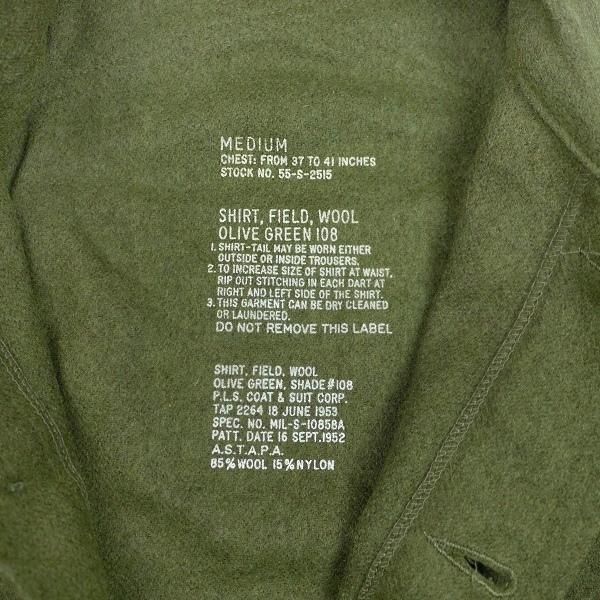 MEDIUM
CHEST: FROM 37 TO 41 INCHES
STOCK NO. 55-S-2515
SHIRT, FIELD, WOOL
OLIVE GREEN 108
1. SHIRT-TAIL MAY BE WORN EITHER
OUTSIDE OR INSIDE TROUSERS.
2. TO INCREASE SIZE OF SHIRT AT WAIST,
RIP OUT STITCHING IN EACH DART AT
RIGHT AND LEFT SIDE OF THE SHIRT.
3. THIS GARMENT CAN BE DRY CLEANED
OR LAUNDERED.
DO NOT REMOVE THIS LABEL
SHIRT, FIELD, WOOL
OLIVE GREEN, SHADE #108
P.L.S. COAT & SUIT CORP.
TAP 2264 18 JUNE 1953
SPEC. NO. MIL-S-10858A
PATT. DATE 16 SEPT. 1952
A.S.T.A.P.A.
85% WOOL 15% NYLON